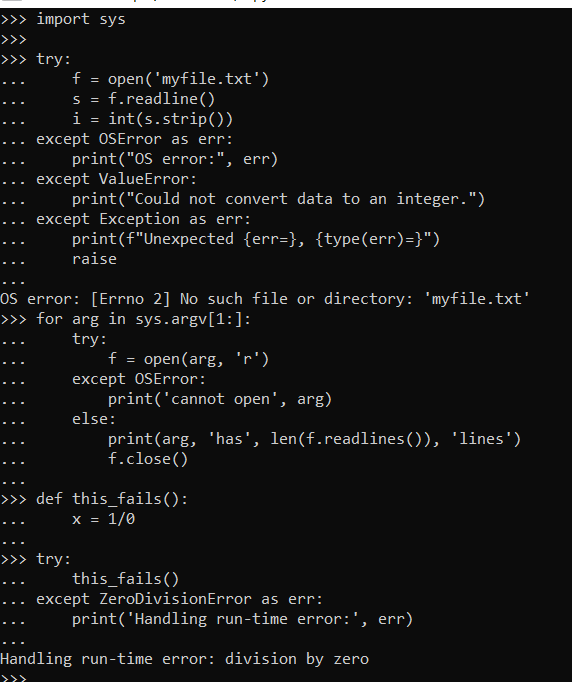 >>> import sys
>>>
>>> try:
...     f = open('myfile.txt')
...     s = f.readline()
...     i = int(s.strip())
... except OSError as err:
...     print("OS error:", err)
... except ValueError:
...     print("Could not convert data to an integer.")
... except Exception as err:
...     print(f"Unexpected {err=}, {type(err)=}")
...     raise
...
OS error: [Errno 2] No such file or directory: 'myfile.txt'
>>> for arg in sys.argv[1:]:
...     try:
...         f = open(arg, 'r')
...     except OSError:
...         print('cannot open', arg)
...     else:
...         print(arg, 'has', len(f.readlines()), 'lines')
...         f.close()
...
>>> def this_fails():
...     x = 1/0
...
>>> try:
...     this_fails()
... except ZeroDivisionError as err:
...     print('Handling run-time error:', err)
...
Handling run-time error: division by zero
>>>